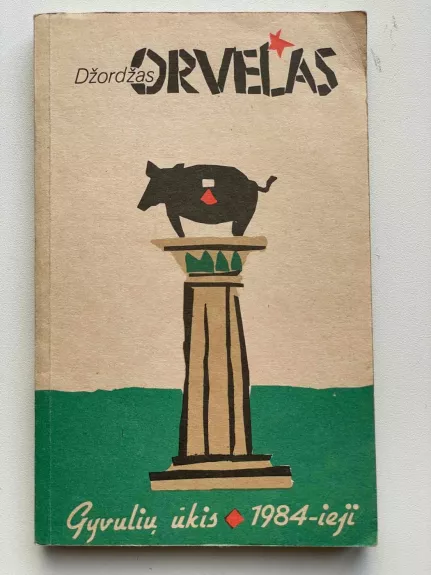 Džordžas ORVELAS
Gyvulių ūkis ◆ 1984-ieji